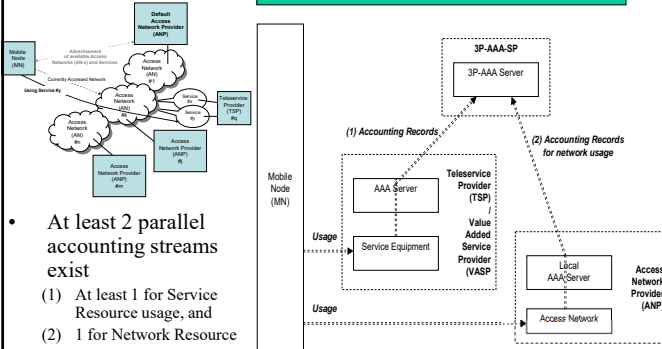 Default
Access
Network Provider
(ANP)
Mobile
Node
(MN)
Advertisement
of available Access
Networks (AN-s) and Services
Currently Accessed Network
Using Service #y
Access
Network
(AN)
#1
Access
Network
(AN)
#k
Access
Network
(AN)
#n
Service
#x
Service
#y
Teleservice
Provider
(TSP)
#q
Access
Network Provider
(ANP)
#j
Access
Network Provider
(ANP)
#m
• At least 2 parallel
accounting streams
exist
(1) At least 1 for Service
Resource usage, and
(2) 1 for Network Resource
Mobile
Node
(MN)
3P-AAA-SP
3P-AAA Server
(1) Accounting Records
(2) Accounting Records
for network usage
AAA Server
Service Equipment
Teleservice
Provider
(TSP)
/
Value
Added
Service
Provider
(VASP
Usage
Usage
Local
AAA Server
Access Network
Access
Network
Provider
(ANP)